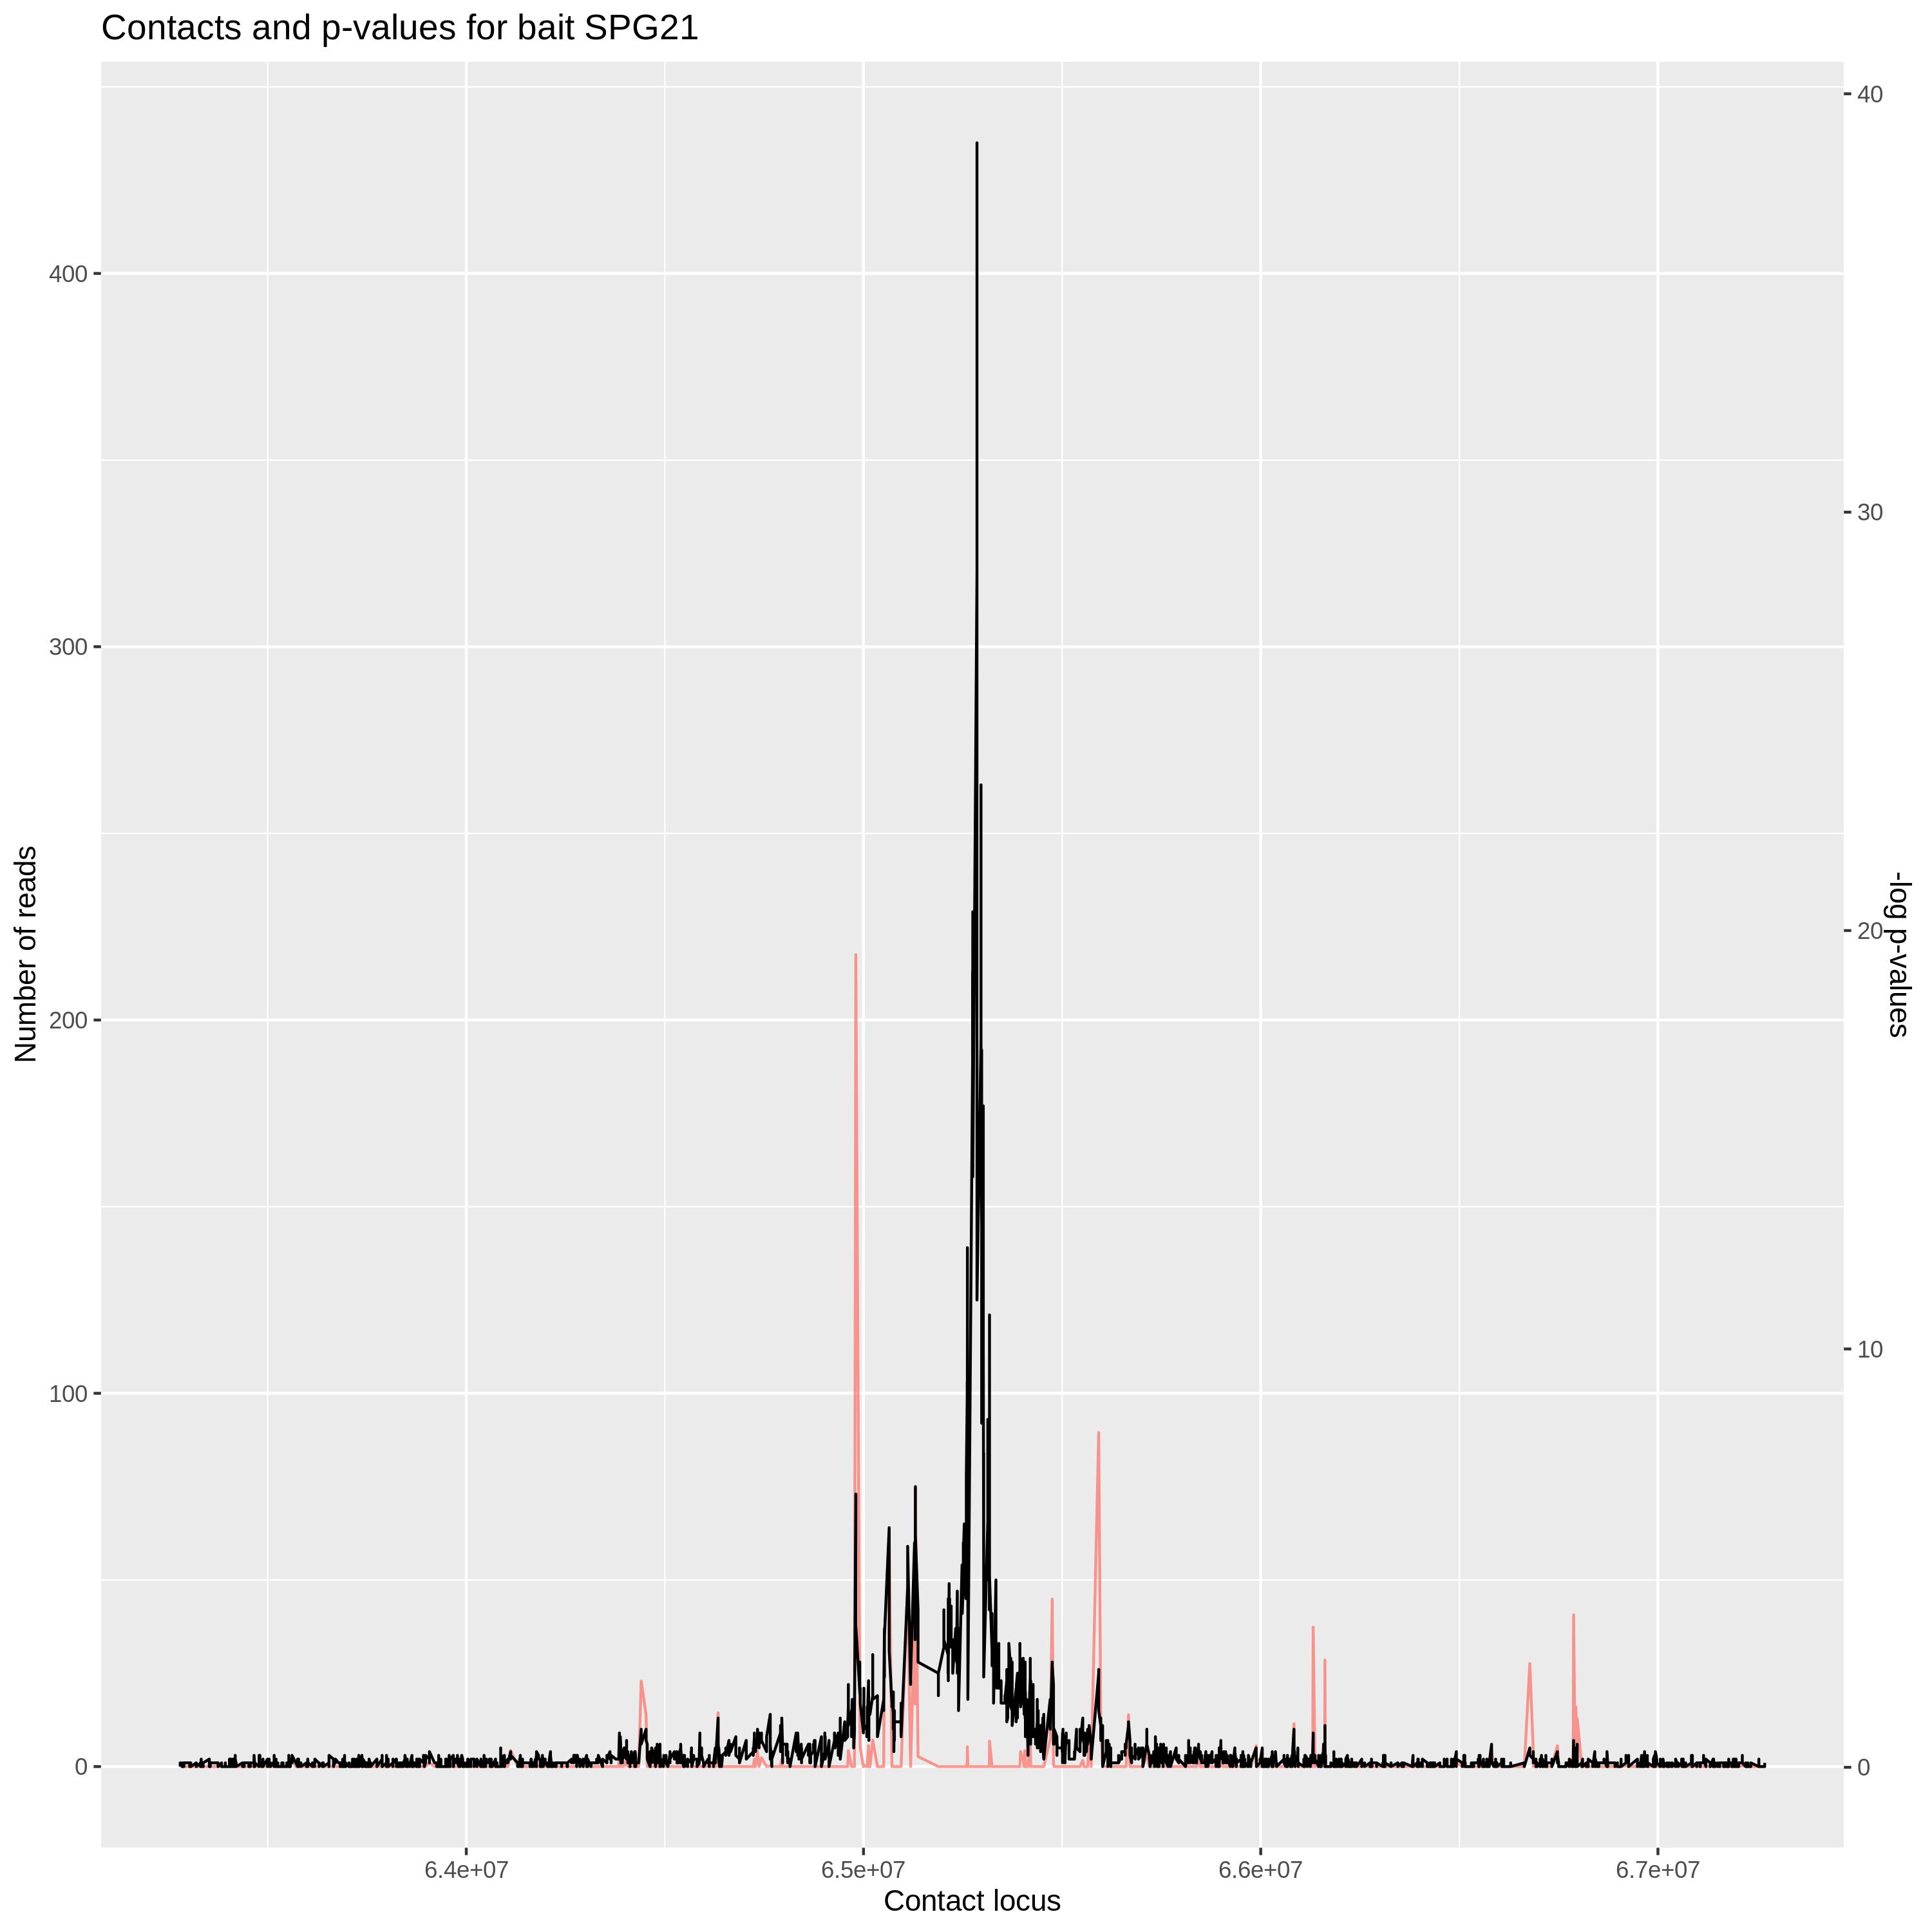 Contacts and p-values for bait SPG21
Number of reads
400
300
200
100
0
40
30
20
10
0
-log p-values
6.4e+07
6.5e+07
6.6e+07
6.7e+07
Contact locus